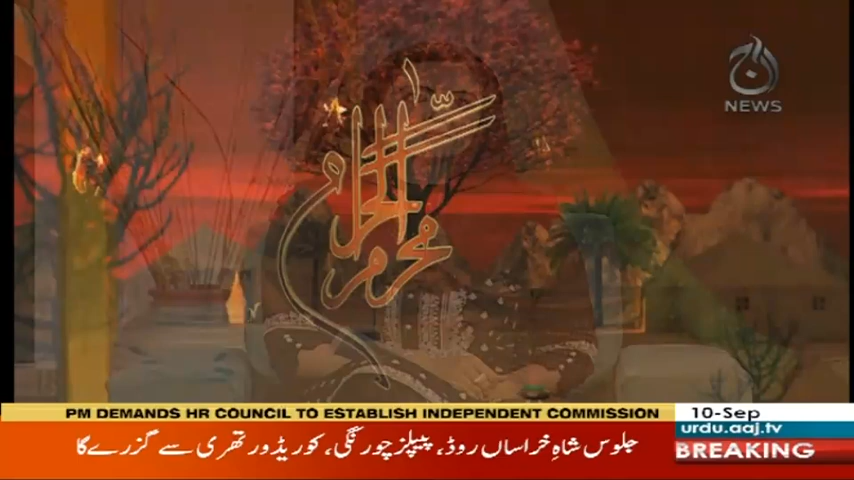 آج
NEWS
محرم الحرام
PM DEMANDS HR COUNCIL TO ESTABLISH INDEPENDENT COMMISSION
10-Sep
urdu.aaj.tv
جلوس شاہِ خراساں روڈ، پیپلز چورنگی، کوریڈور تھری سے گزرے گا
BREAKING